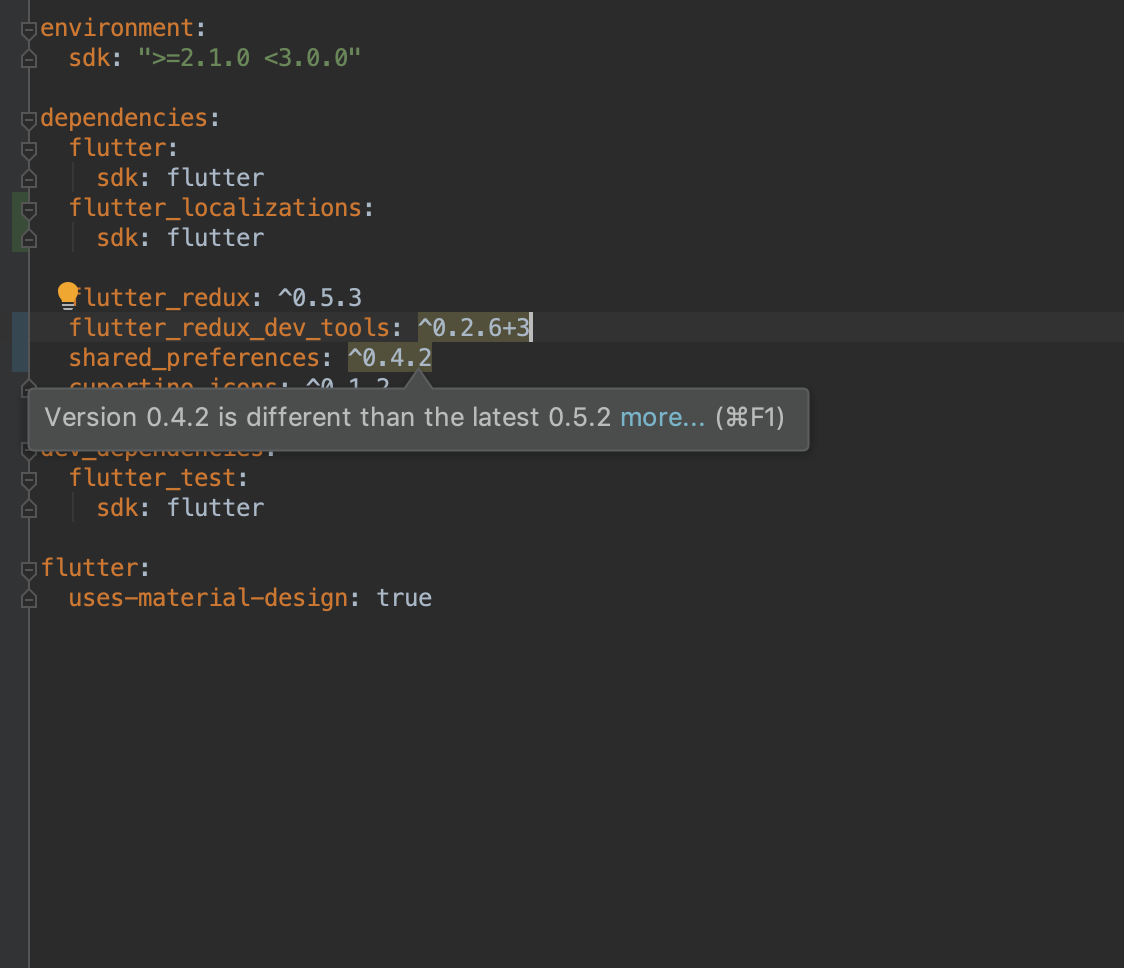 environment:
  sdk: ">=2.1.0 <3.0.0"
dependencies:
  flutter:
    sdk: flutter
  flutter_localizations:
    sdk: flutter
  flutter_redux: ^0.5.3
  flutter_redux_dev_tools: ^0.2.6+3
  shared_preferences: ^0.4.2
  cupertino_icons: ^0.1.2
Version 0.4.2 is different than the latest 0.5.2 more... (⌘F1)
dev_dependencies:
  flutter_test:
    sdk: flutter
flutter:
  uses-material-design: true